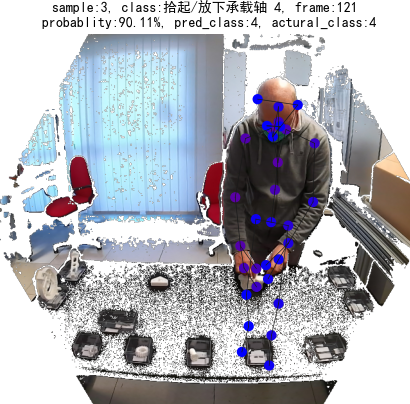 sample:3, class:拾起/放下承载轴 4, frame:121
probablity:90.11%, pred_class:4, actural_class:4